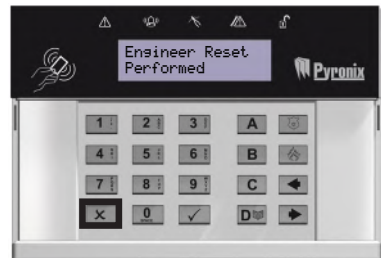 Engineer Reset
Performed
Pyronix
1 2 3 A
4 5 6 B
7 8 9 C
0 D